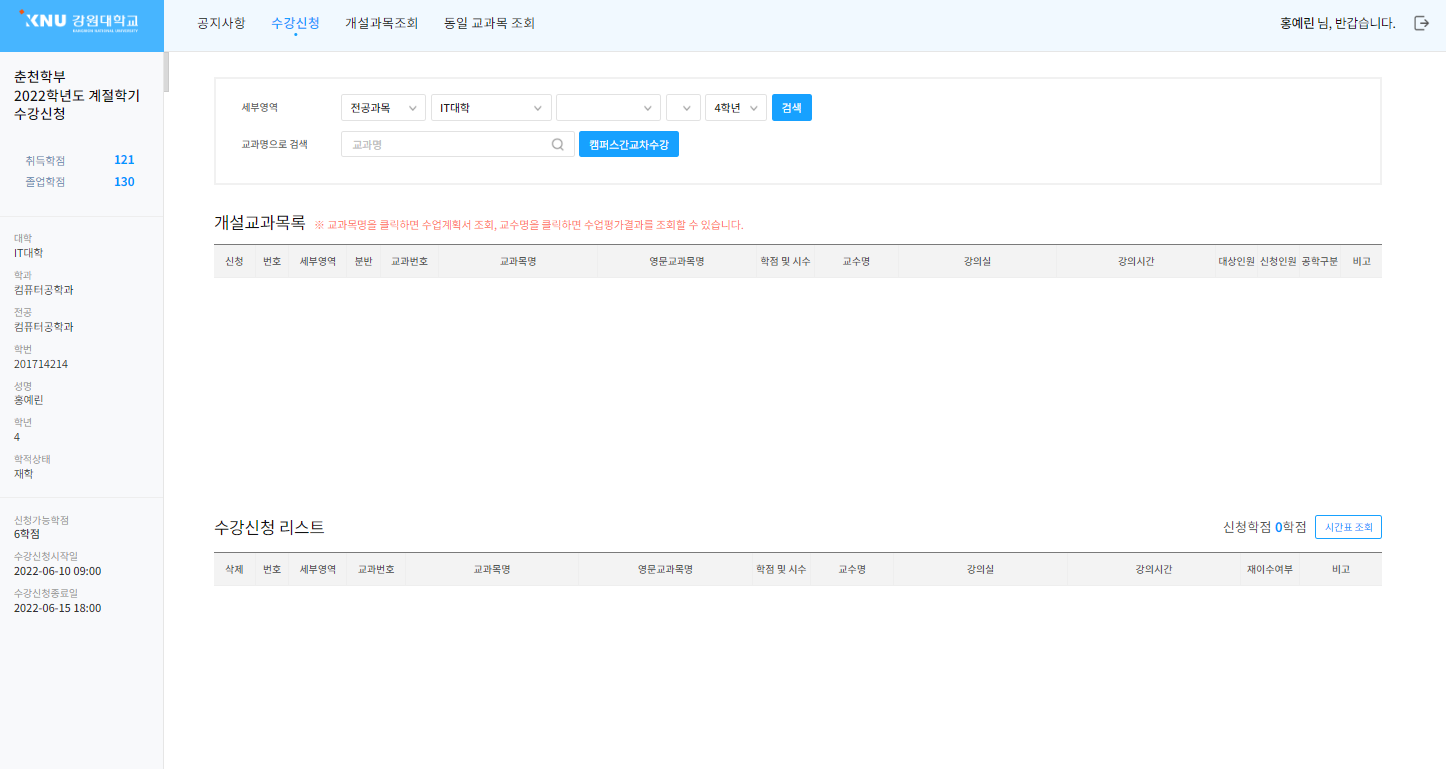 KNU 강원대학교
KANGWON NATIONAL UNIVERSITY
공지사항 수강신청 개설과목조회 동일 교과목 조회
홍예린 님, 반갑습니다.
춘천학부
2022학년도 계절학기
수강신청
취득학점 121
졸업학점 130
대학
IT대학
학과
컴퓨터공학과
전공
컴퓨터공학과
학번
201714214
성명
홍예린
학년
4
학적상태
재학
신청가능학점
6학점
수강신청시작일
2022-06-10 09:00
수강신청종료일
2022-06-15 18:00
세부영역 전공과목 IT대학 4학년 검색
교과명으로 검색 교과명 캠퍼스간교차수강
개설교과목록 ※ 교과목명을 클릭하면 수업계획서 조회, 교수명을 클릭하면 수업평가결과를 조회할 수 있습니다.
신청 번호 세부영역 분반 교과번호 교과목명 영문교과목명 학점 및 시수 교수명 강의실 강의시간 대상인원 신청인원 공학구분 비고
수강신청 리스트 신청학점 0학점 시간표 조회
삭제 번호 세부영역 교과번호 교과목명 영문교과목명 학점 및 시수 교수명 강의실 강의시간 재이수여부 비고